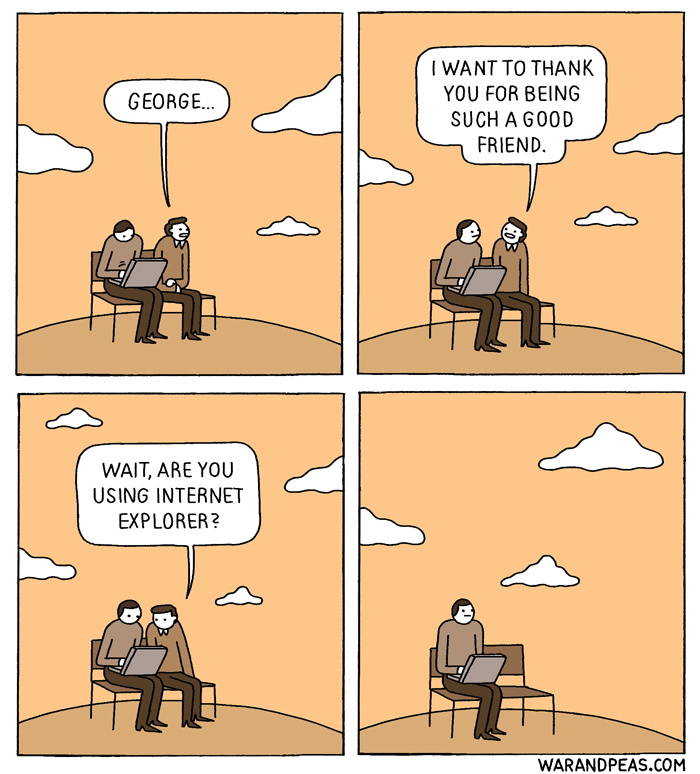 GEORGE...
I WANT TO THANK
YOU FOR BEING
SUCH A GOOD
FRIEND.
WAIT, ARE YOU
USING INTERNET
EXPLORER?
WARANDPEAS.COM